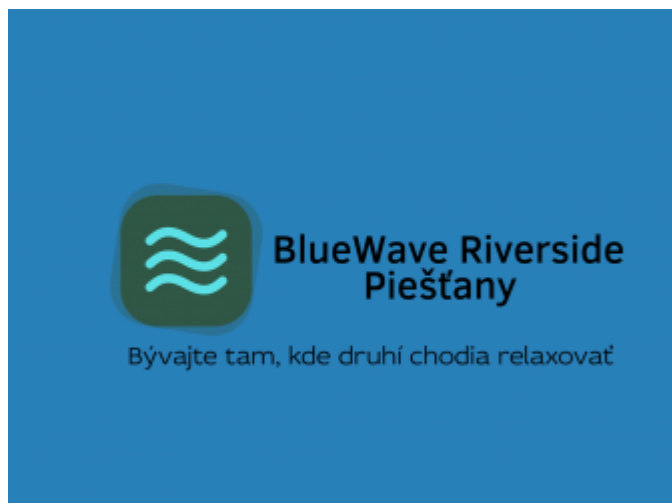 BlueWave Riverside
Piešťany
Bývajte tam, kde druhí chodia relaxovať